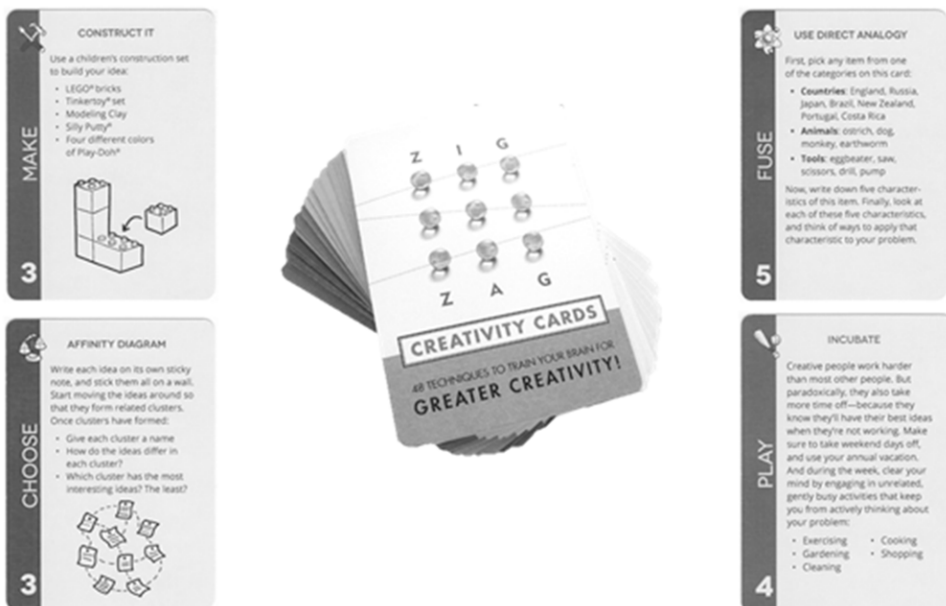 CONSTRUCT IT
Use a children's construction set
to build your idea:
• LEGO® bricks
• Tinkertoy® set
• Modeling Clay
• Silly Putty®
• Four different colors
of Play-Doh®
MAKE
3
AFFINITY DIAGRAM
Write each idea on its own sticky
note, and stick them all on a wall.
Start moving the ideas around so
that they form related clusters.
Once clusters have formed:
• Give each cluster a name
• How do the ideas differ in
each cluster?
• Which cluster has the most
interesting ideas? The least?
CHOOSE
3
Z I G
Z A G
CREATIVITY CARDS
48 TECHNIQUES TO TRAIN YOUR BRAIN FOR
GREATER CREATIVITY!
USE DIRECT ANALOGY
First, pick any item from one
of the categories on this card:
• Countries: England, Russia,
Japan, Brazil, New Zealand,
Portugal, Costa Rica
• Animals: ostrich, dog,
monkey, earthworm
• Tools: eggbeater, saw,
scissors, drill, pump
Now, write down five character-
istics of this item. Finally, look at
each of these five characteristics,
and think of ways to apply that
characteristic to your problem.
FUSE
5
INCUBATE
Creative people work harder
than most other people. But
paradoxically, they also take
more time off—because they
know they'll have their best ideas
when they're not working. Make
sure to take weekend days off,
and use your annual vacation.
And during the week, clear your
mind by engaging in unrelated,
gently busy activities that keep
you from actively thinking about
your problem:
• Exercising • Cooking
• Gardening • Shopping
• Cleaning
PLAY
4